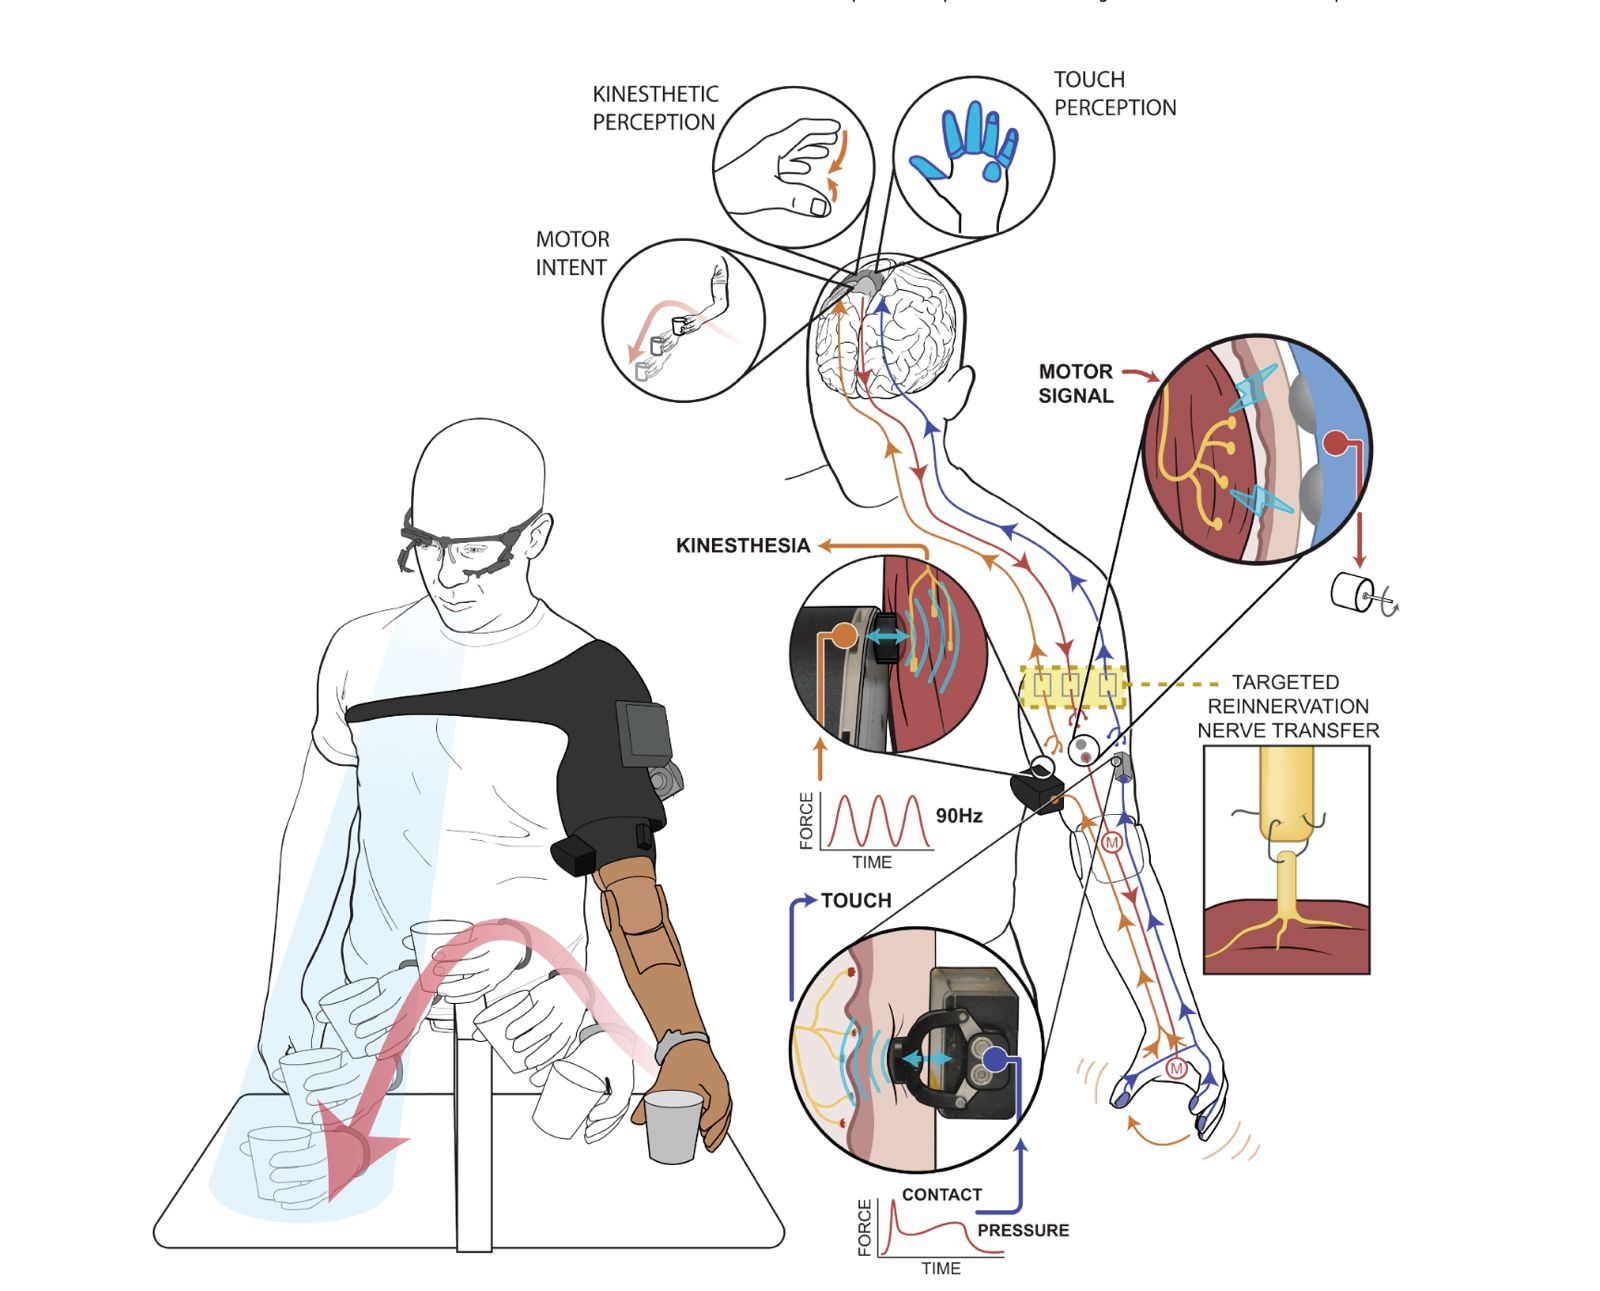 KINESTHETIC
PERCEPTION
TOUCH
PERCEPTION
MOTOR
INTENT
MOTOR
SIGNAL
KINESTHESIA
TARGETED
REINNERVATION
NERVE TRANSFER
FORCE
90Hz
TIME
M
TOUCH
M
CONTACT
FORCE
PRESSURE
TIME